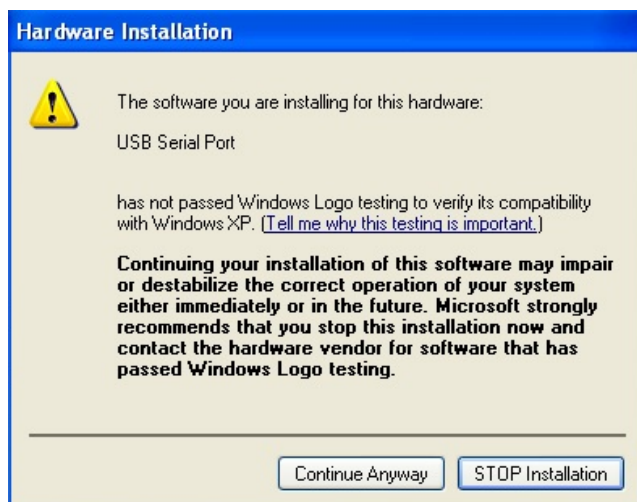 Hardware Installation
The software you are installing for this hardware:
USB Serial Port
has not passed Windows Logo testing to verify its compatibility
with Windows XP. (Tell me why this testing is important.)
Continuing your installation of this software may impair
or destabilize the correct operation of your system
either immediately or in the future. Microsoft strongly
recommends that you stop this installation now and
contact the hardware vendor for software that has
passed Windows Logo testing.
Continue Anyway
STOP Installation